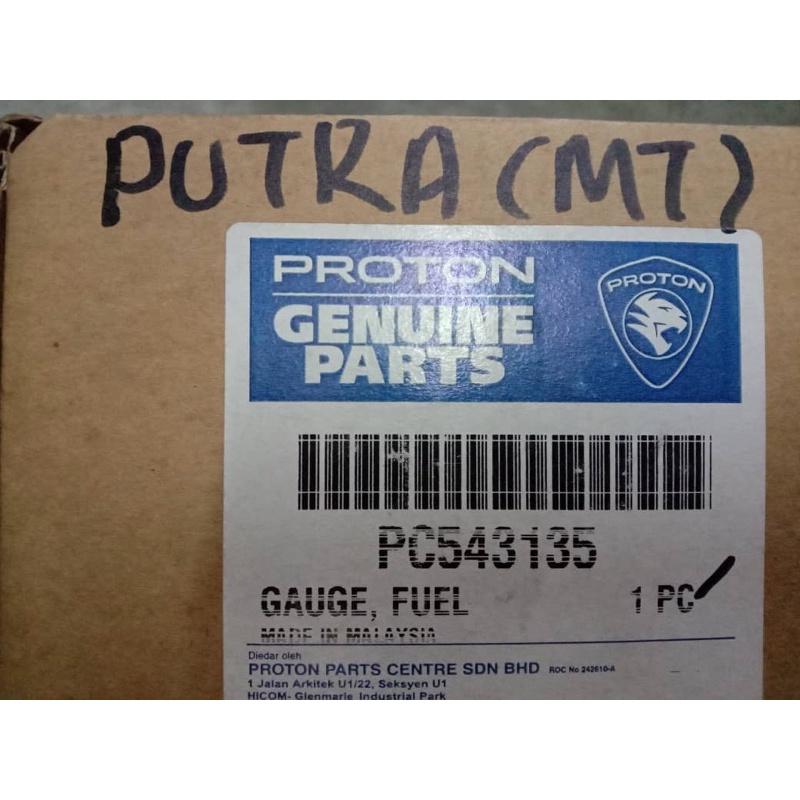 PUTRA (MT)
PROTON
GENUINE
PARTS
PROTON
PC543135
GAUGE, FUEL 1 PC
MADE IN MALAYSIA
Diedar oleh
PROTON PARTS CENTRE SDN BHD ROC No 242610-A
1 Jalan Arkitek U1/22, Seksyen U1
HICOM- Glenmarie Industrial Park